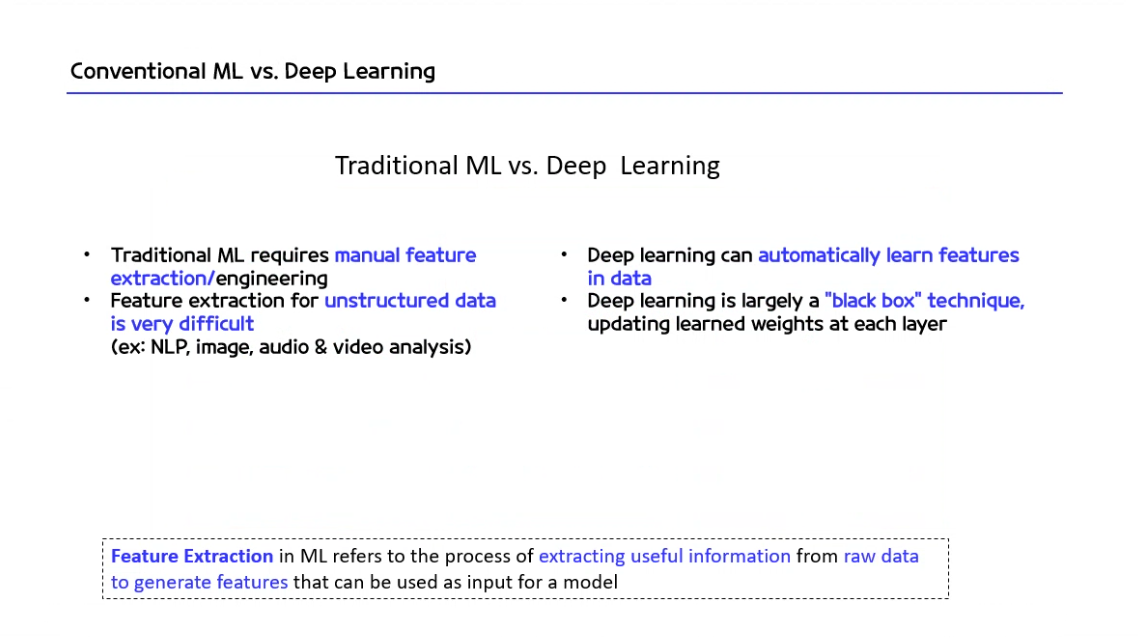 Conventional ML vs. Deep Learning
Traditional ML vs. Deep Learning
• Traditional ML requires manual feature
extraction/engineering
• Feature extraction for unstructured data
is very difficult
(ex: NLP, image, audio & video analysis)
• Deep learning can automatically learn features
in data
• Deep learning is largely a "black box" technique,
updating learned weights at each layer
Feature Extraction in ML refers to the process of extracting useful information from raw data
to generate features that can be used as input for a model